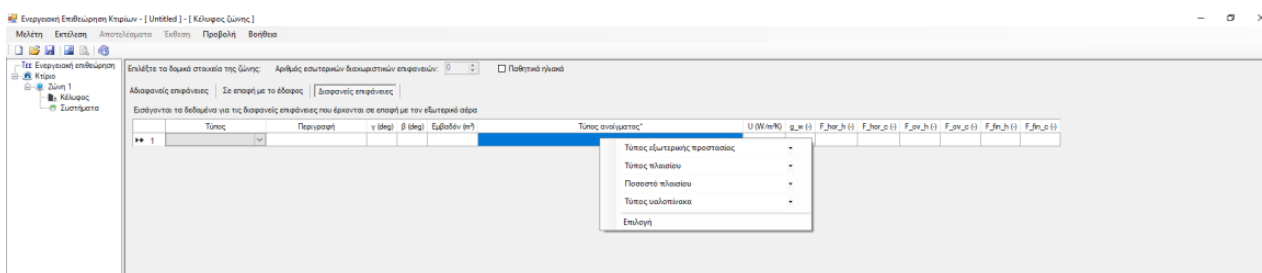 Ενεργειακή Επιθεώρηση Κτιρίων - [ Untitled ] - [ Κέλυφος ζώνης ]
Μελέτη Εκτέλεση Αποτελέσματα Έκθεση Προβολή Βοήθεια
ΤΕΕ Ενεργειακή επιθεώρηση
Κτίριο
Ζώνη 1
Κέλυφος
Συστήματα
Επιλέξτε τα δομικά στοιχεία της ζώνης: Αριθμός εσωτερικών διαχωριστικών επιφανειών: 0 Παθητικά ηλιακά
Αδιαφανείς επιφάνειες Σε επαφή με το έδαφος Διαφανείς επιφάνειες
Εισάγονται τα δεδομένα για τις διαφανείς επιφάνειες που έρχονται σε επαφή με τον εξωτερικό αέρα
Τύπος Περιγραφή γ (deg) β (deg) Εμβαδόν (m²) Τύπος ανοίγματος* U (W/m²K) g_w (-) F_hor_h (-) F_hor_c (-) F_ov_h (-) F_ov_c (-) F_fin_h (-) F_fin_c (-)
1
Τύπος εξωτερικής προστασίας
Τύπος πλαισίου
Ποσοστό πλαισίου
Τύπος υαλοπίνακα
Επιλογή